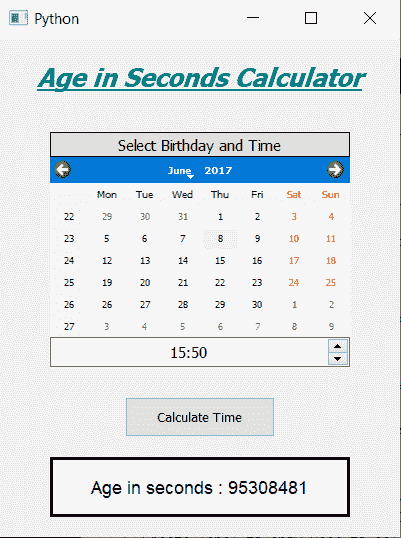 Python
Age in Seconds Calculator
Select Birthday and Time
June 2017
Mon Tue Wed Thu Fri Sat Sun
22 29 30 31 1 2 3 4
23 5 6 7 8 9 10 11
24 12 13 14 15 16 17 18
25 19 20 21 22 23 24 25
26 26 27 28 29 30 1 2
27 3 4 5 6 7 8 9
15:50
Calculate Time
Age in seconds : 95308481